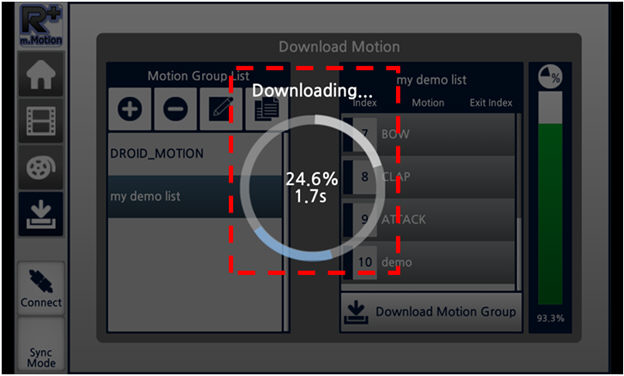 R+
m.Motion
Download Motion
Motion Group List
my demo list
Downloading...
Index Motion Exit Index
%
7 BOW
DROID_MOTION
24.6%
1.7s
8 CLAP
my demo list
9 ATTACK
10 demo
Connect
Download Motion Group
93.3%
Sync
Mode